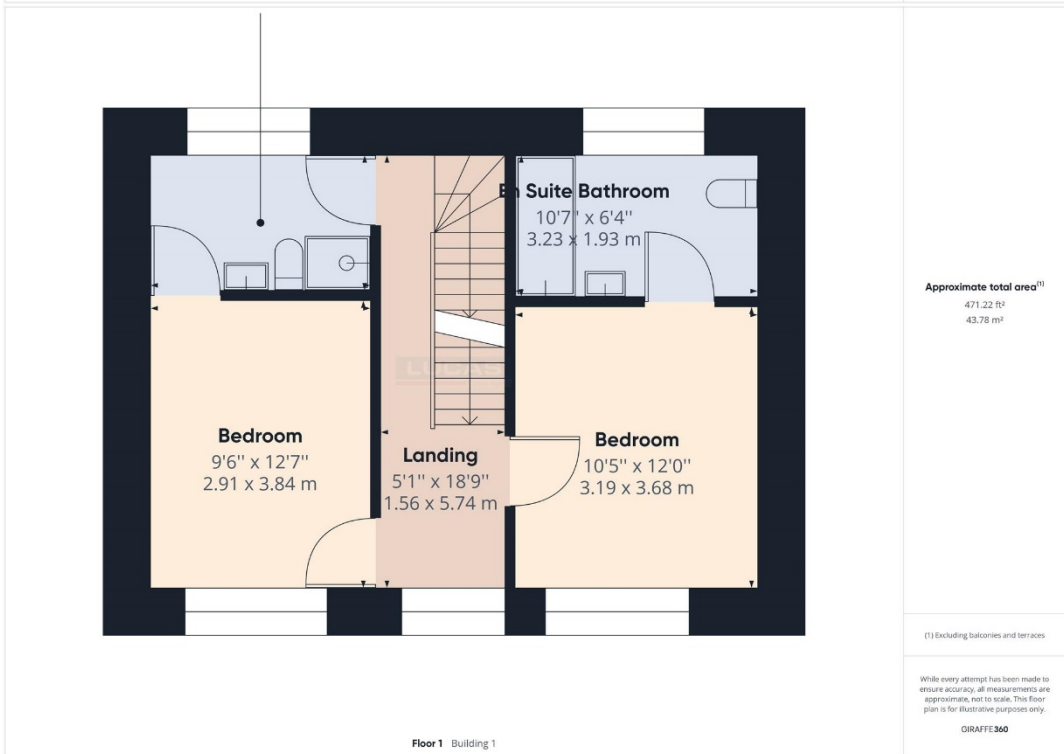 En Suite Bathroom
10'7" x 6'4"
3.23 x 1.93 m
Bedroom
9'6" x 12'7"
2.91 x 3.84 m
Landing
5'1" x 18'9"
1.56 x 5.74 m
Bedroom
10'5" x 12'0"
3.19 x 3.68 m
LUCAS
Floor 1 Building 1
Approximate total area(1)
471.22 ft²
43.78 m²
(1) Excluding balconies and terraces
While every attempt has been made to
ensure accuracy, all measurements are
approximate, not to scale. This floor
plan is for illustrative purposes only.
GIRAFFE360